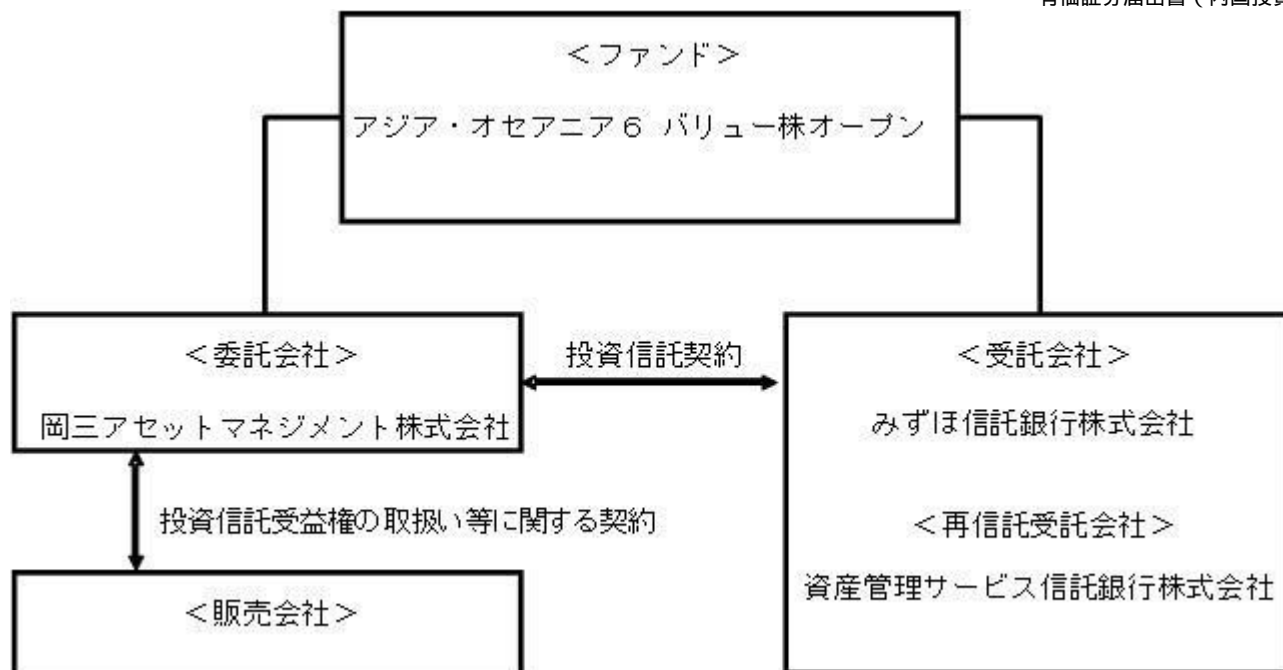 ＜ファンド＞
アジア・オセアニア６ バリュー株オープン
＜委託会社＞
岡三アセットマネジメント株式会社
投資信託契約
＜受託会社＞
みずほ信託銀行株式会社
＜再信託受託会社＞
資産管理サービス信託銀行株式会社
投資信託受益権の取扱い等に関する契約
＜販売会社＞